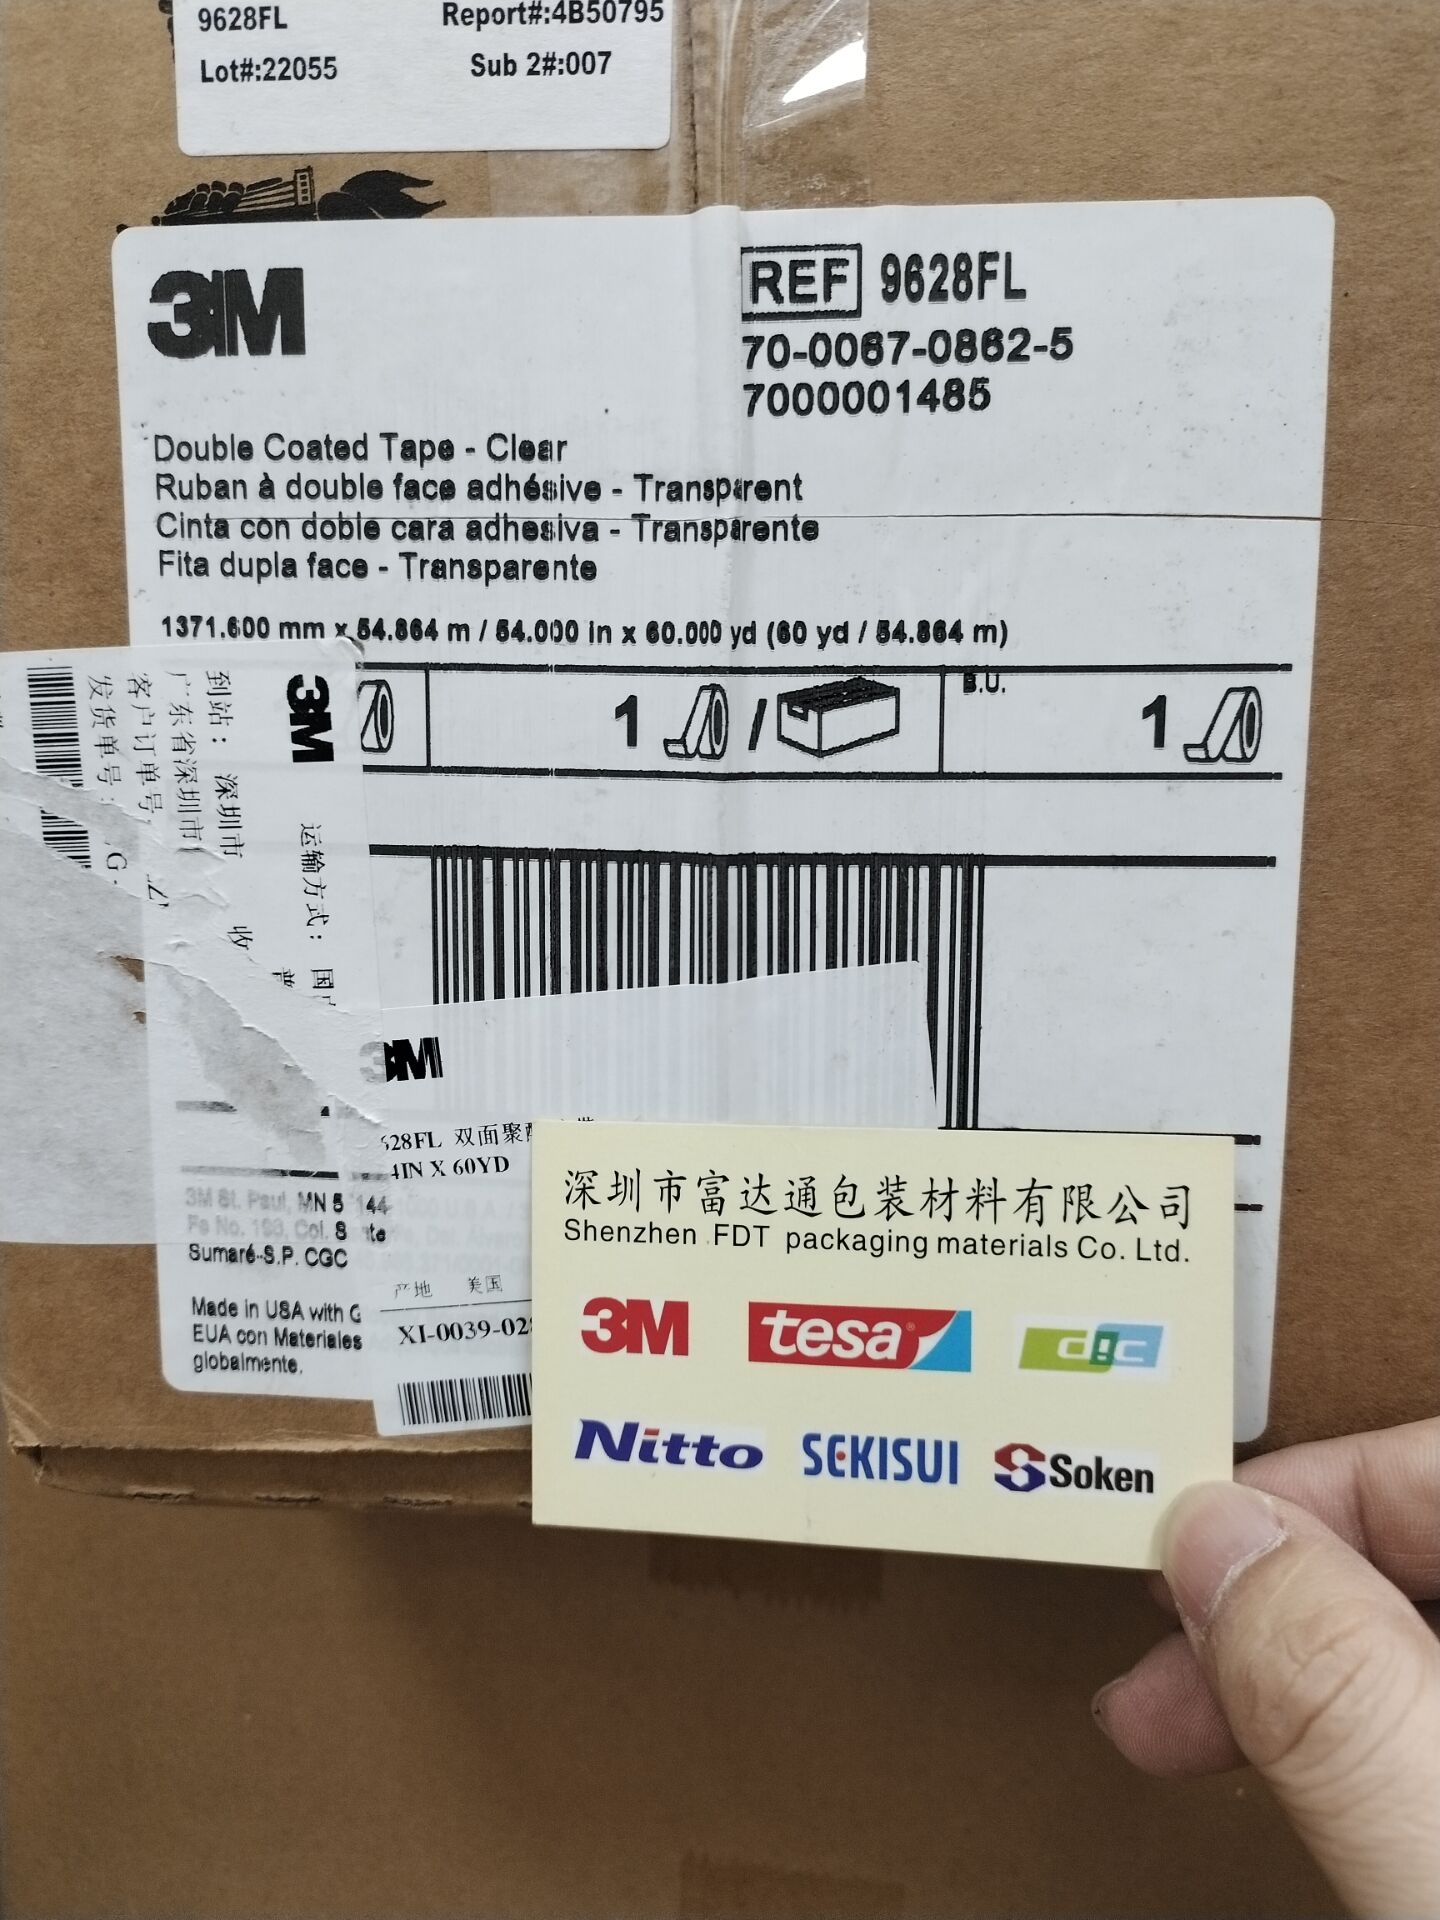 9628FL Report#:4B50795
Lot#:22055 Sub 2#:007
3M
REF 9628FL
70-0067-0862-5
7000001485
Double Coated Tape - Clear
Ruban à double face adhésive - Transparent
Cinta con doble cara adhesiva - Transparente
Fita dupla face - Transparente
1371.600 mm x 54.864 m / 54.000 in x 60.000 yd (60 yd / 54.864 m)
1 / B.U. 1
3M
运输方式：
到站： 深圳市
广东省深圳市
客户订单号
发货单号：
收
3M
628FL 双面聚
4IN X 60YD
产地 美国
XI-0039-02
3M St. Paul, MN 5 144
Sumaré-S.P. CGC
Made in USA with G
EUA con Materiales
globalmente.
深圳市富达通包装材料有限公司
Shenzhen FDT packaging materials Co. Ltd.
3M tesa® dic
Nitto SEKISUI Soken